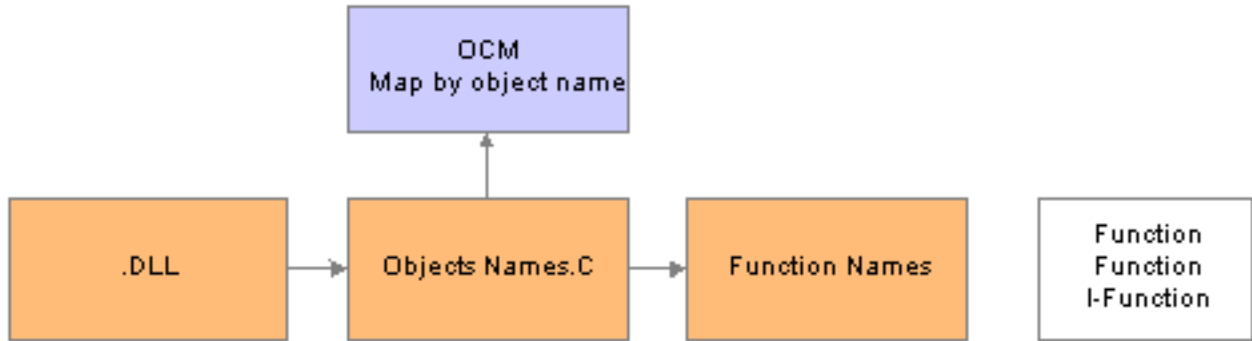 OCM
Map by object name
.DLL
Objects Names.C
Function Names
Function
Function
I-Function